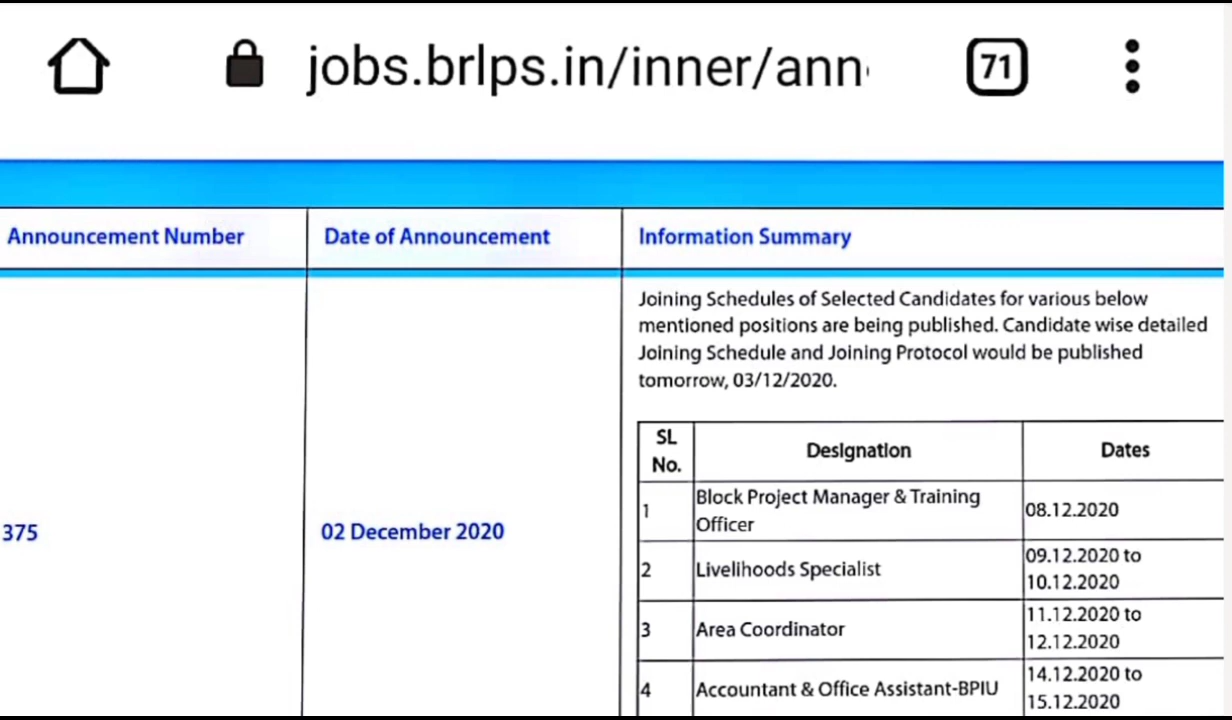 jobs.brlps.in/inner/ann
71
Announcement Number
Date of Announcement
Information Summary
Joining Schedules of Selected Candidates for various below
mentioned positions are being published. Candidate wise detailed
Joining Schedule and Joining Protocol would be published
tomorrow, 03/12/2020.
SL
No.
Designation
Dates
1
Block Project Manager & Training
Officer
08.12.2020
375
02 December 2020
2
Livelihoods Specialist
09.12.2020 to
10.12.2020
3
Area Coordinator
11.12.2020 to
12.12.2020
4
Accountant & Office Assistant-BPIU
14.12.2020 to
15.12.2020